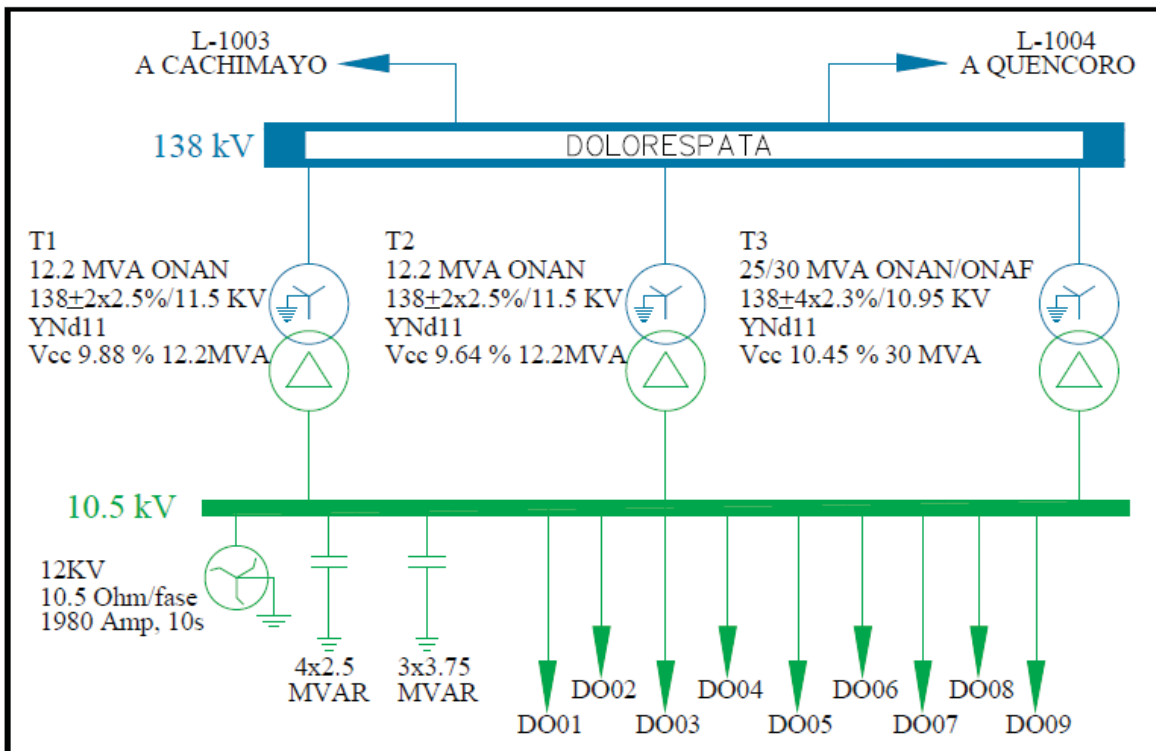 L-1003
A CACHIMAYO
L-1004
A QUENCORO
138 kV
DOLORESPATA
T1
12.2 MVA ONAN
138±2x2.5%/11.5 KV
YNd11
Vcc 9.88 % 12.2MVA
T2
12.2 MVA ONAN
138±2x2.5%/11.5 KV
YNd11
Vcc 9.64 % 12.2MVA
T3
25/30 MVA ONAN/ONAF
138±4x2.3%/10.95 KV
YNd11
Vcc 10.45 % 30 MVA
10.5 kV
12KV
10.5 Ohm/fase
1980 Amp, 10s
4x2.5
MVAR
3x3.75
MVAR
DO01
DO02
DO03
DO04
DO05
DO06
DO07
DO08
DO09